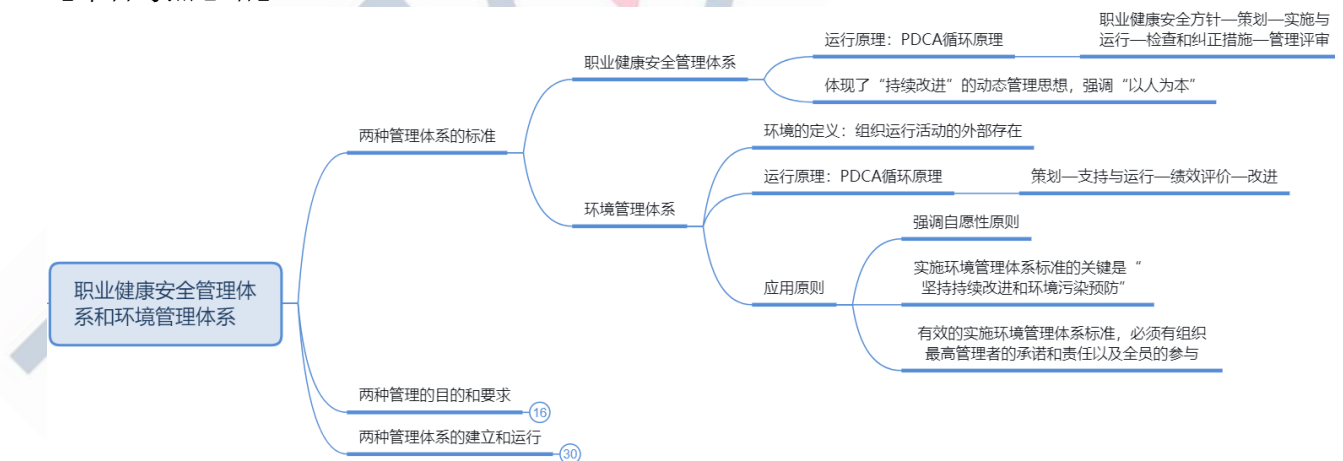 职业健康安全管理体
系和环境管理体系
两种管理体系的标准
职业健康安全管理体系
运行原理：PDCA循环原理
职业健康安全方针—策划—实施与
运行—检查和纠正措施—管理评审
体现了“持续改进”的动态管理思想，强调“以人为本”
环境管理体系
环境的定义：组织运行活动的外部存在
运行原理：PDCA循环原理
策划—支持与运行—绩效评价—改进
应用原则
强调自愿性原则
实施环境管理体系标准的关键是“
坚持持续改进和环境污染预防”
有效的实施环境管理体系标准，必须有组织
最高管理者的承诺和责任以及全员的参与
两种管理的目的和要求
16
两种管理体系的建立和运行
30